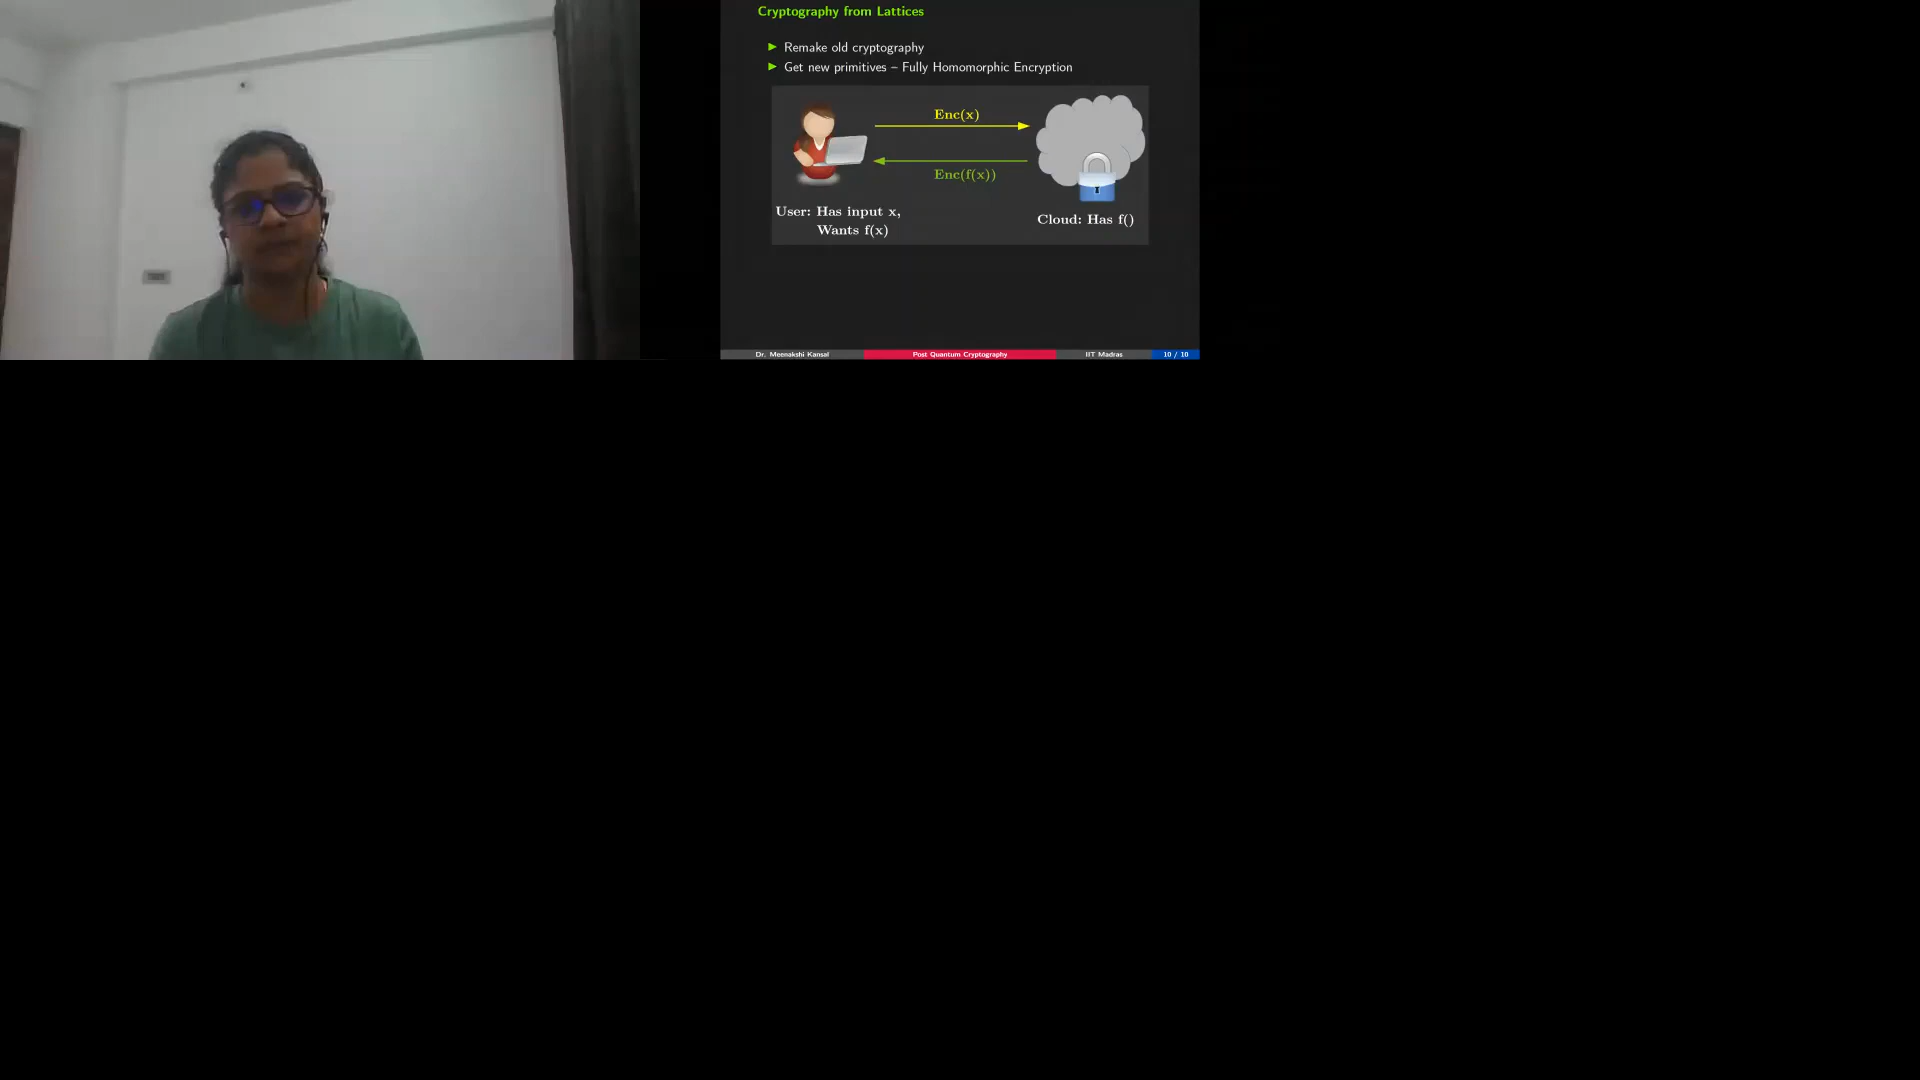 Cryptography from Lattices
Remake old cryptography
Get new primitives – Fully Homomorphic Encryption
Enc(x)
Enc(f(x))
User: Has input x,
Wants f(x)
Cloud: Has f()
Dr. Meenakshi Kansal
Post Quantum Cryptography
IIT Madras
10 / 10